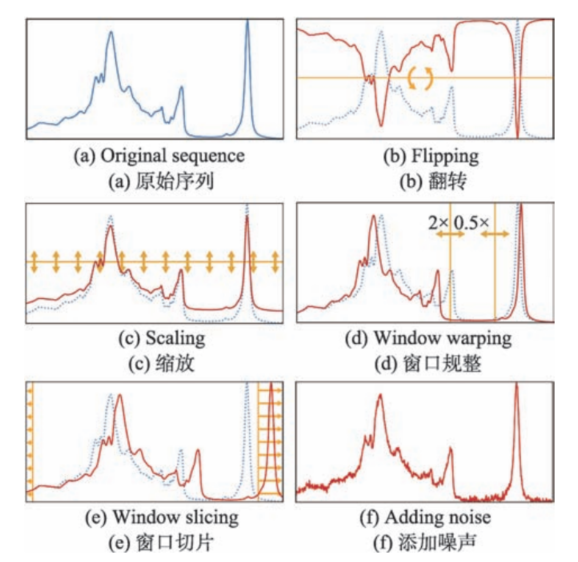 (a) Original sequence
(a) 原始序列
(b) Flipping
(b) 翻转
(c) Scaling
(c) 缩放
2× 0.5×
(d) Window warping
(d) 窗口规整
(e) Window slicing
(e) 窗口切片
(f) Adding noise
(f) 添加噪声